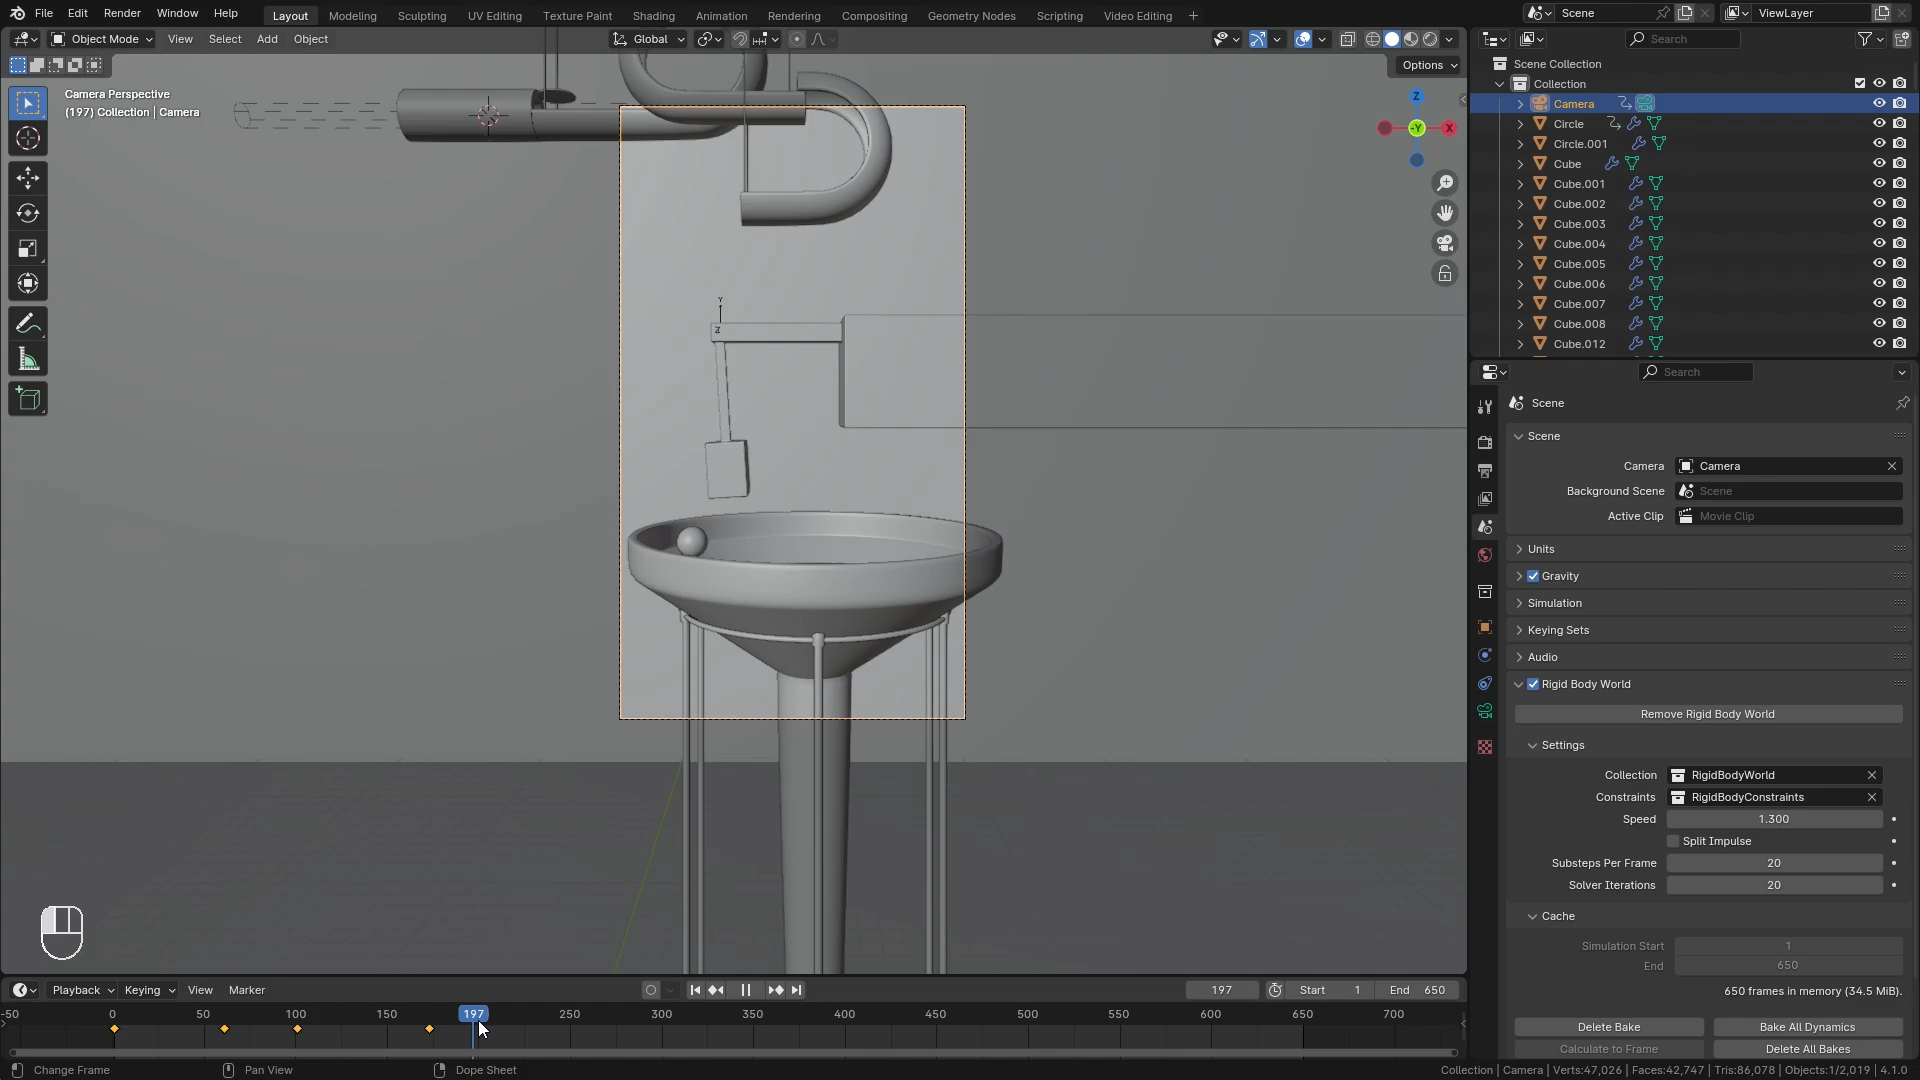 File Edit Render Window Help Layout Modeling Sculpting UV Editing Texture Paint Shading Animation Rendering Compositing Geometry Nodes Scripting Video Editing + Scene ViewLayer
Object Mode View Select Add Object Global Search
Options
Camera Perspective
(197) Collection | Camera
Z
-Y
X
Y
Z
Scene Collection
Collection
Camera
Circle
Circle.001
Cube
Cube.001
Cube.002
Cube.003
Cube.004
Cube.005
Cube.006
Cube.007
Cube.008
Cube.012
Search
Scene
Scene
Camera Camera
Background Scene Scene
Active Clip Movie Clip
Units
Gravity
Simulation
Keying Sets
Audio
Rigid Body World
Remove Rigid Body World
Settings
Collection RigidBodyWorld
Constraints RigidBodyConstraints
Speed 1.300
Split Impulse
Substeps Per Frame 20
Solver Iterations 20
Cache
Simulation Start 1
End 650
650 frames in memory (34.5 MiB).
Delete Bake Bake All Dynamics
Calculate to Frame Delete All Bakes
Playback Keying View Marker 197 Start 1 End 650
-50 0 50 100 150 197 250 300 350 400 450 500 550 600 650 700
Change Frame Pan View Dope Sheet Collection | Camera | Verts:47,026 | Faces:42,747 | Tris:86,078 | Objects:1/2,019 | 4.1.0